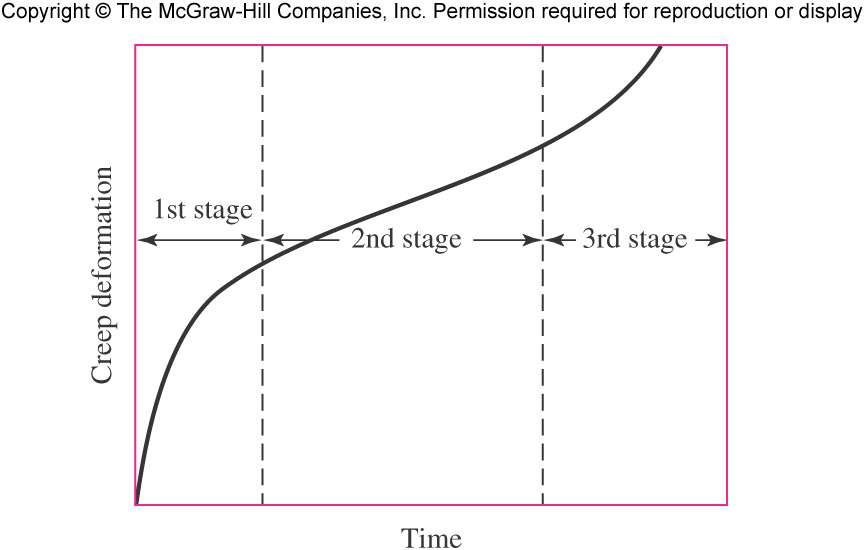 Copyright © The McGraw-Hill Companies, Inc. Permission required for reproduction or display
Creep deformation
1st stage
2nd stage
3rd stage
Time